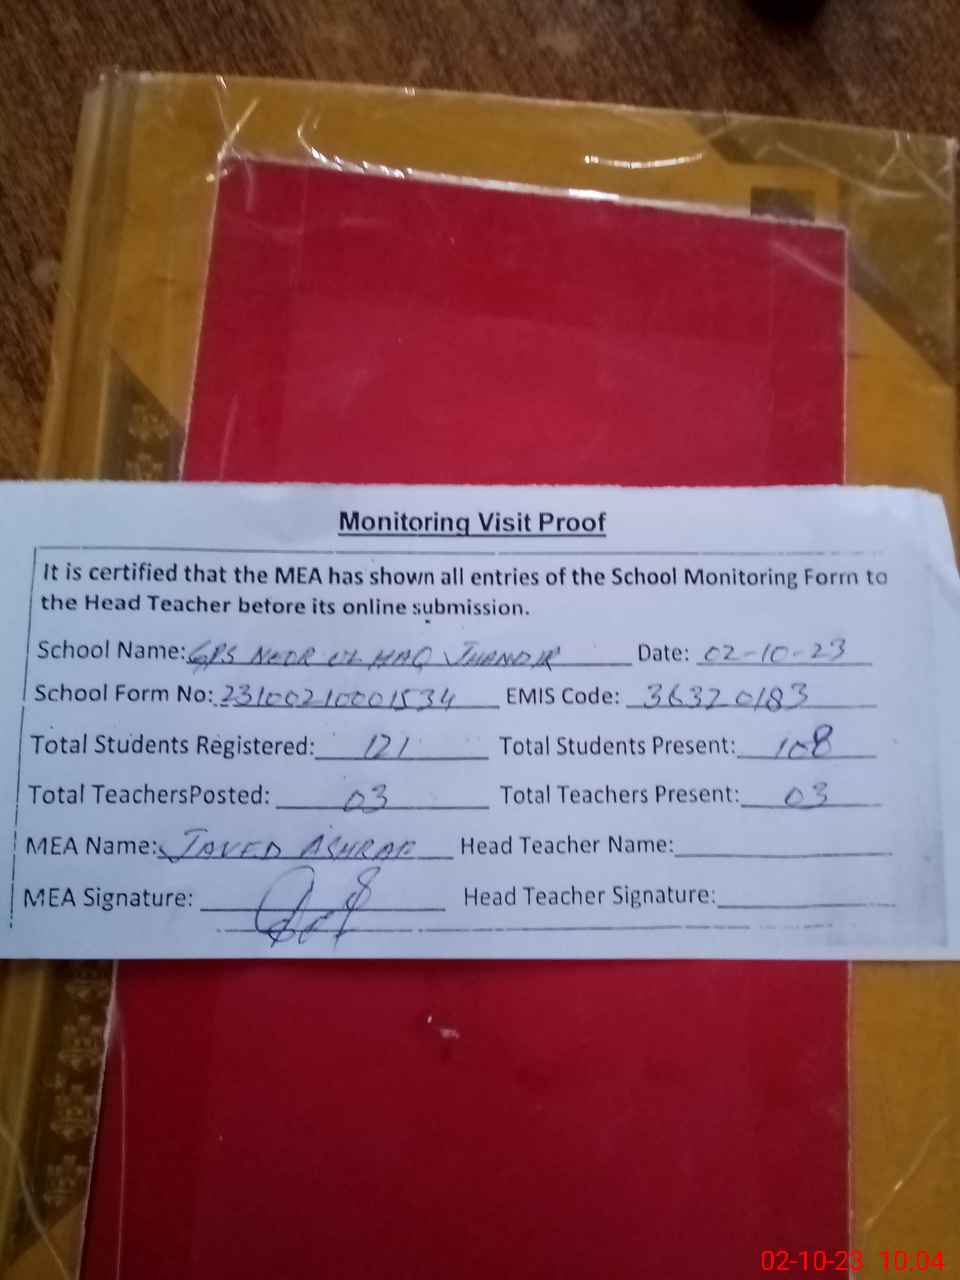 Monitoring Visit Proof
It is certified that the MEA has shown all entries of the School Monitoring Form to
the Head Teacher before its online submission.
School Name: GPS NOOR UL HAQ JHANDIR Date: 02-10-23
School Form No: 23100210001534 EMIS Code: 36320183
Total Students Registered: 121 Total Students Present: 108
Total TeachersPosted: 03 Total Teachers Present: 03
MEA Name: JAVED ASHRAF Head Teacher Name:
MEA Signature: Head Teacher Signature:
02-10-23 10:04